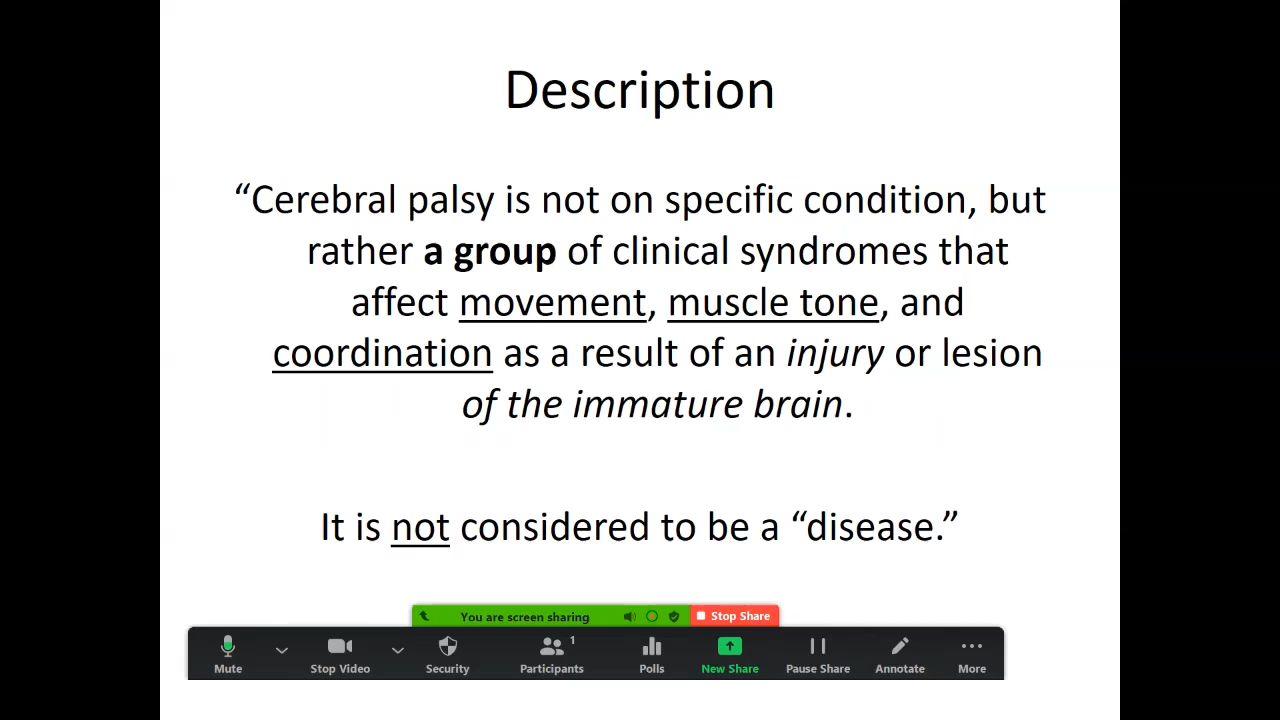 Description
“Cerebral palsy is not on specific condition, but
rather a group of clinical syndromes that
affect movement, muscle tone, and
coordination as a result of an injury or lesion
of the immature brain.
It is not considered to be a “disease.”
You are screen sharing Stop Share
1
Mute Stop Video Security Participants Polls New Share Pause Share Annotate More